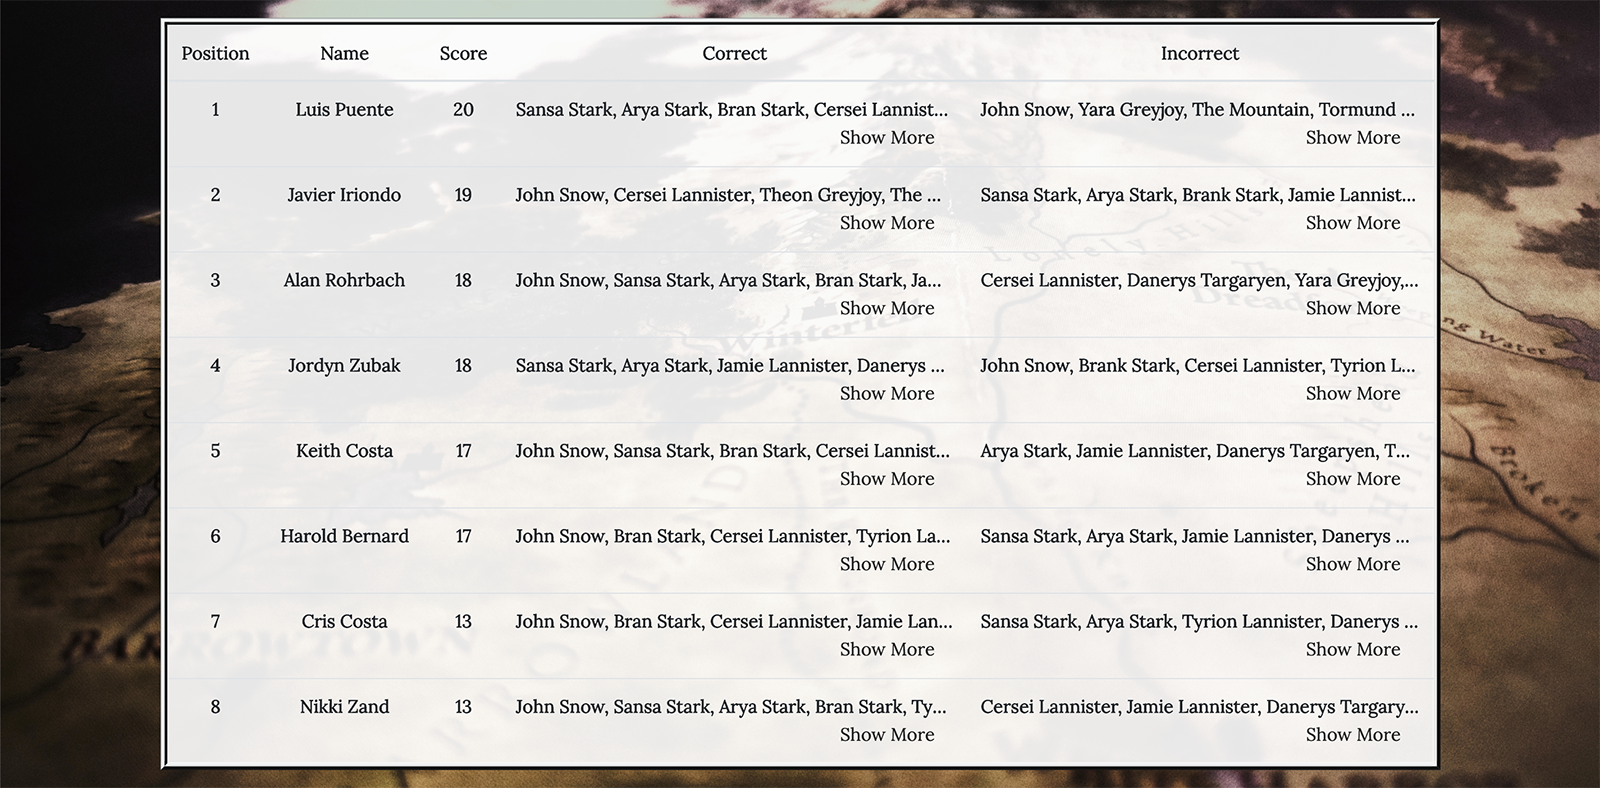 Position Name Score Correct Incorrect
1 Luis Puente 20 Sansa Stark, Arya Stark, Bran Stark, Cersei Lannist... John Snow, Yara Greyjoy, The Mountain, Tormund ...
Show More Show More
2 Javier Iriondo 19 John Snow, Cersei Lannister, Theon Greyjoy, The ... Sansa Stark, Arya Stark, Brank Stark, Jamie Lannist...
Show More Show More
3 Alan Rohrbach 18 John Snow, Sansa Stark, Arya Stark, Bran Stark, Ja... Cersei Lannister, Danerys Targaryen, Yara Greyjoy,...
Show More Show More
4 Jordyn Zubak 18 Sansa Stark, Arya Stark, Jamie Lannister, Danerys ... John Snow, Brank Stark, Cersei Lannister, Tyrion L...
Show More Show More
5 Keith Costa 17 John Snow, Sansa Stark, Bran Stark, Cersei Lannist... Arya Stark, Jamie Lannister, Danerys Targaryen, T...
Show More Show More
6 Harold Bernard 17 John Snow, Bran Stark, Cersei Lannister, Tyrion La... Sansa Stark, Arya Stark, Jamie Lannister, Danerys ...
Show More Show More
7 Cris Costa 13 John Snow, Bran Stark, Cersei Lannister, Jamie Lan... Sansa Stark, Arya Stark, Tyrion Lannister, Danerys ...
Show More Show More
8 Nikki Zand 13 John Snow, Sansa Stark, Arya Stark, Bran Stark, Ty... Cersei Lannister, Jamie Lannister, Danerys Targary...
Show More Show More
Lonely Hills
Winterfell
Water
Broken
BARROWTOWN